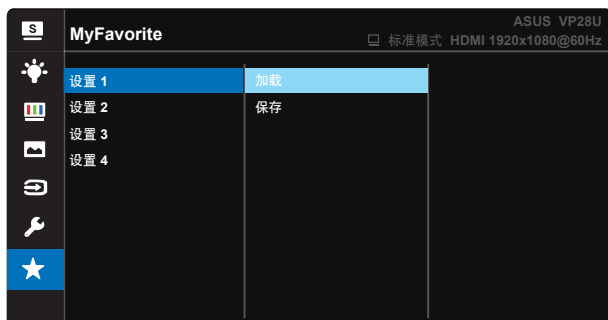 S
MyFavorite
ASUS VP28U
标准模式 HDMI 1920x1080@60Hz
设置 1
加载
设置 2
保存
设置 3
设置 4